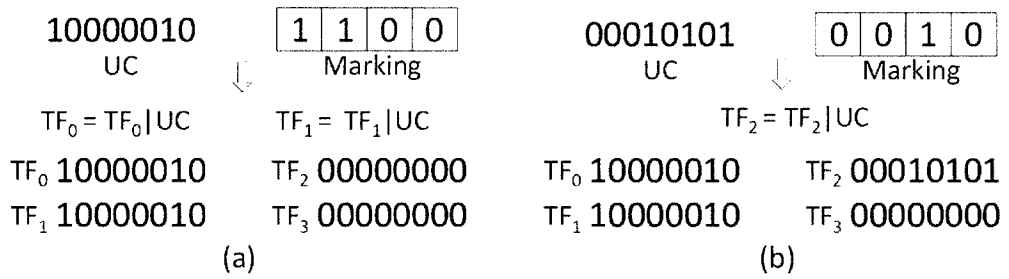 10000010 1 1 0 0
UC Marking
TF₀ = TF₀|UC TF₁ = TF₁|UC
TF₀ 10000010 TF₂ 00000000
TF₁ 10000010 TF₃ 00000000
(a)
00010101 0 0 1 0
UC Marking
TF₂ = TF₂|UC
TF₀ 10000010 TF₂ 00010101
TF₁ 10000010 TF₃ 00000000
(b)